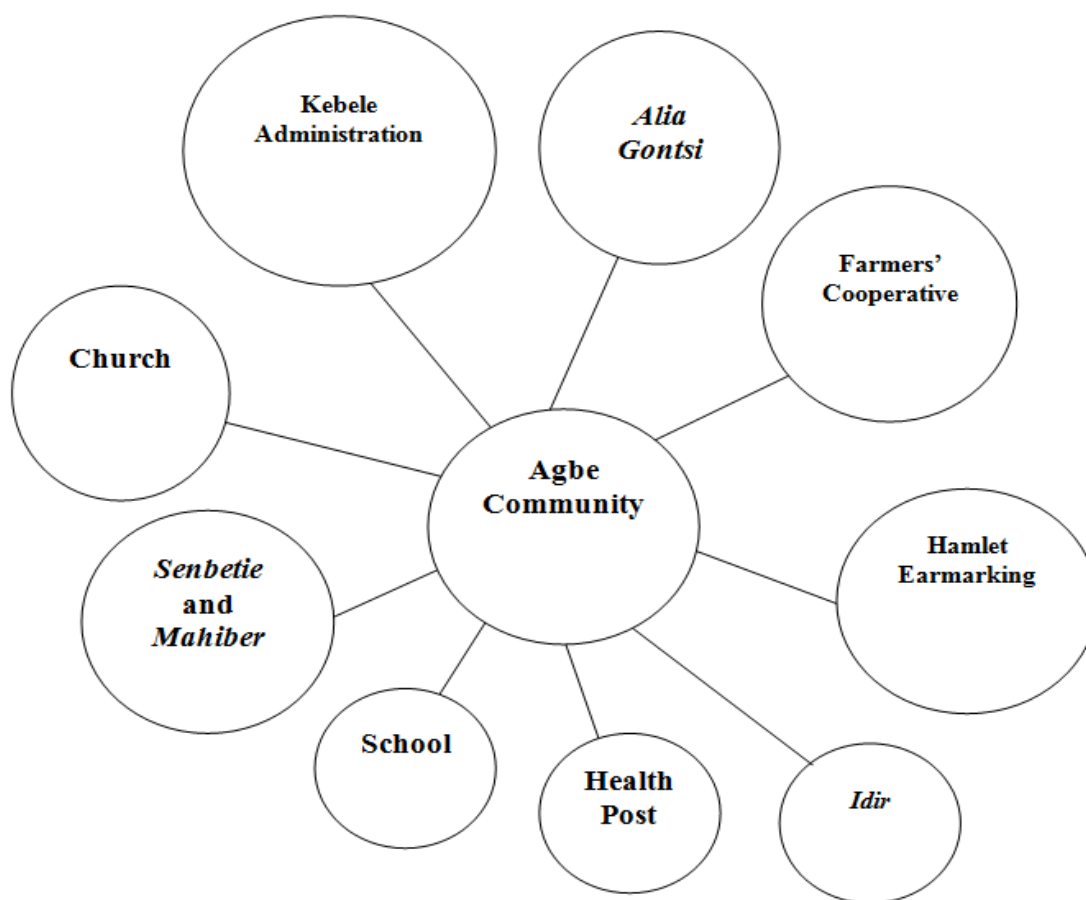 Kebele
Administration
Alia
Gontsi
Farmers’
Cooperative
Church
Agbe
Community
Hamlet
Earmarking
Senbetie
and
Mahiber
School
Health
Post
Idir